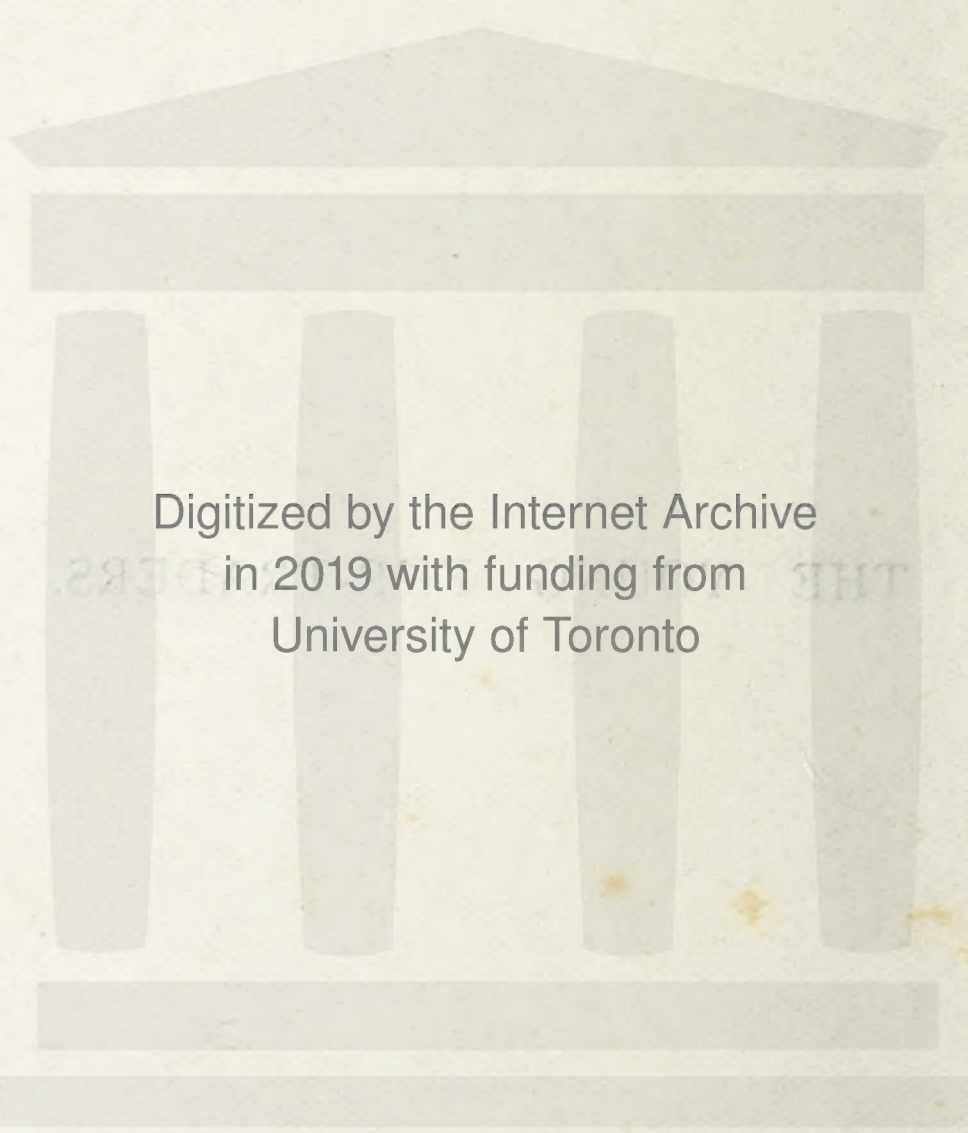 Digitized by the Internet Archive
in 2019 with funding from
University of Toronto